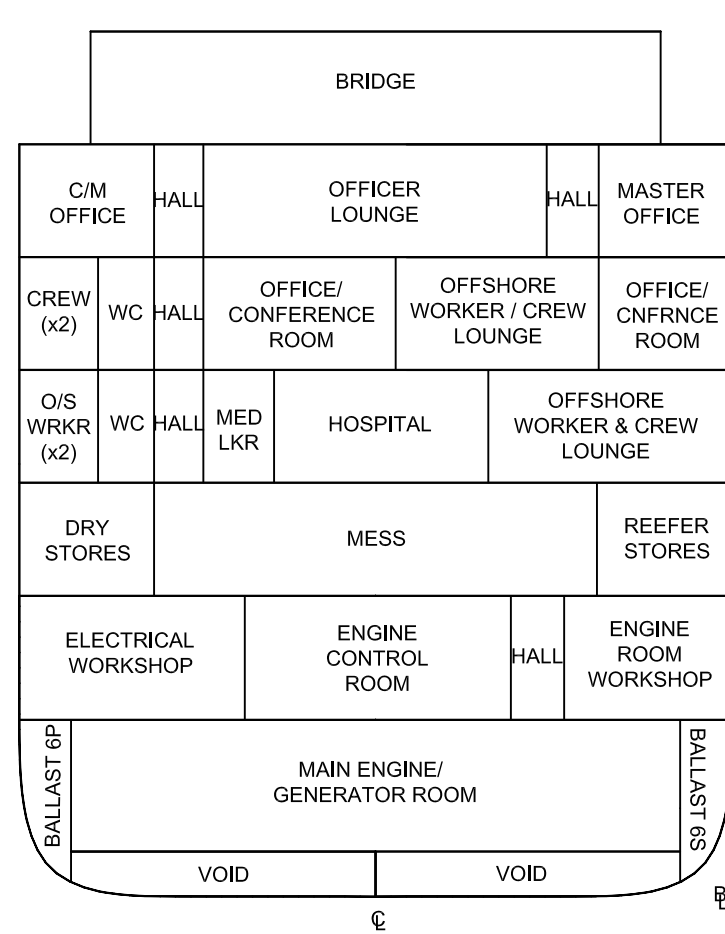 BRIDGE
C/M
OFFICE
HALL
OFFICER
LOUNGE
HALL
MASTER
OFFICE
CREW
(x2)
WC
HALL
OFFICE/
CONFERENCE
ROOM
OFFSHORE
WORKER / CREW
LOUNGE
OFFICE/
CNFRNCE
ROOM
O/S
WRKR
(x2)
WC
HALL
MED
LKR
HOSPITAL
OFFSHORE
WORKER & CREW
LOUNGE
DRY
STORES
MESS
REEFER
STORES
ELECTRICAL
WORKSHOP
ENGINE
CONTROL
ROOM
HALL
ENGINE
ROOM
WORKSHOP
BALLAST 6P
MAIN ENGINE/
GENERATOR ROOM
BALLAST 6S
VOID
VOID
BL
CL